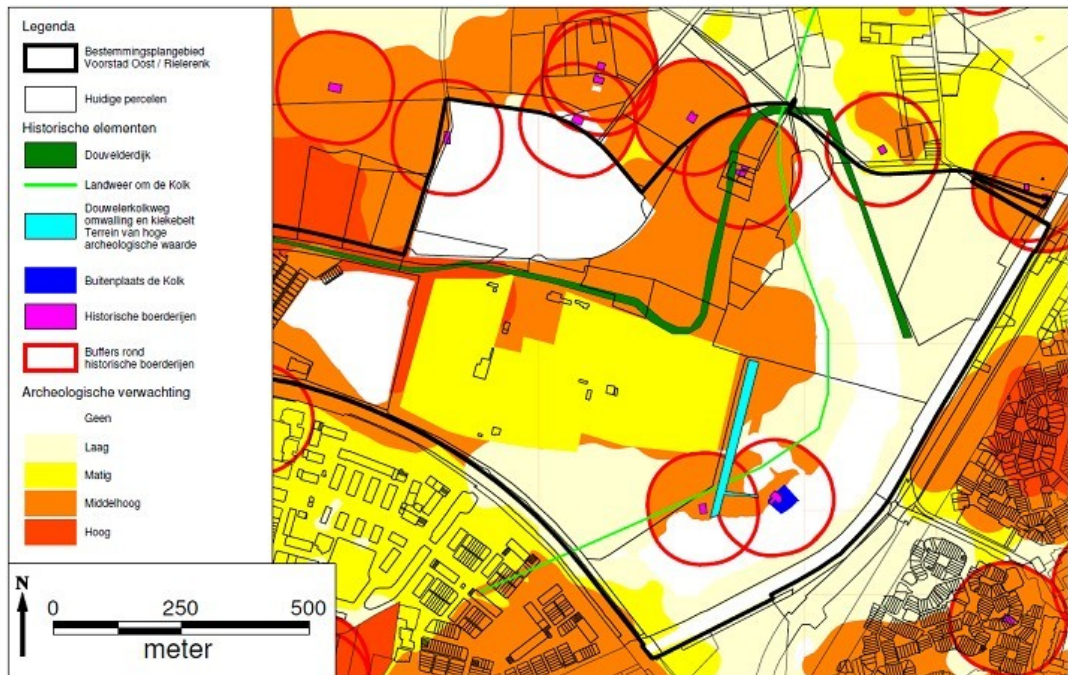 Legenda
Bestemmingsplangebied
Voorstad Oost / Rielerenk
Huidige percelen
Historische elementen
Douvelderdijk
Landweer om de Kolk
Douwelerkolkweg
omwalling en kiekebelt
Terrein van hoge
archeologische waarde
Buitenplaats de Kolk
Historische boerderijen
Buffers rond
historische boerderijen
Archeologische verwachting
Geen
Laag
Matig
Middelhoog
Hoog
N
0 250 500
meter